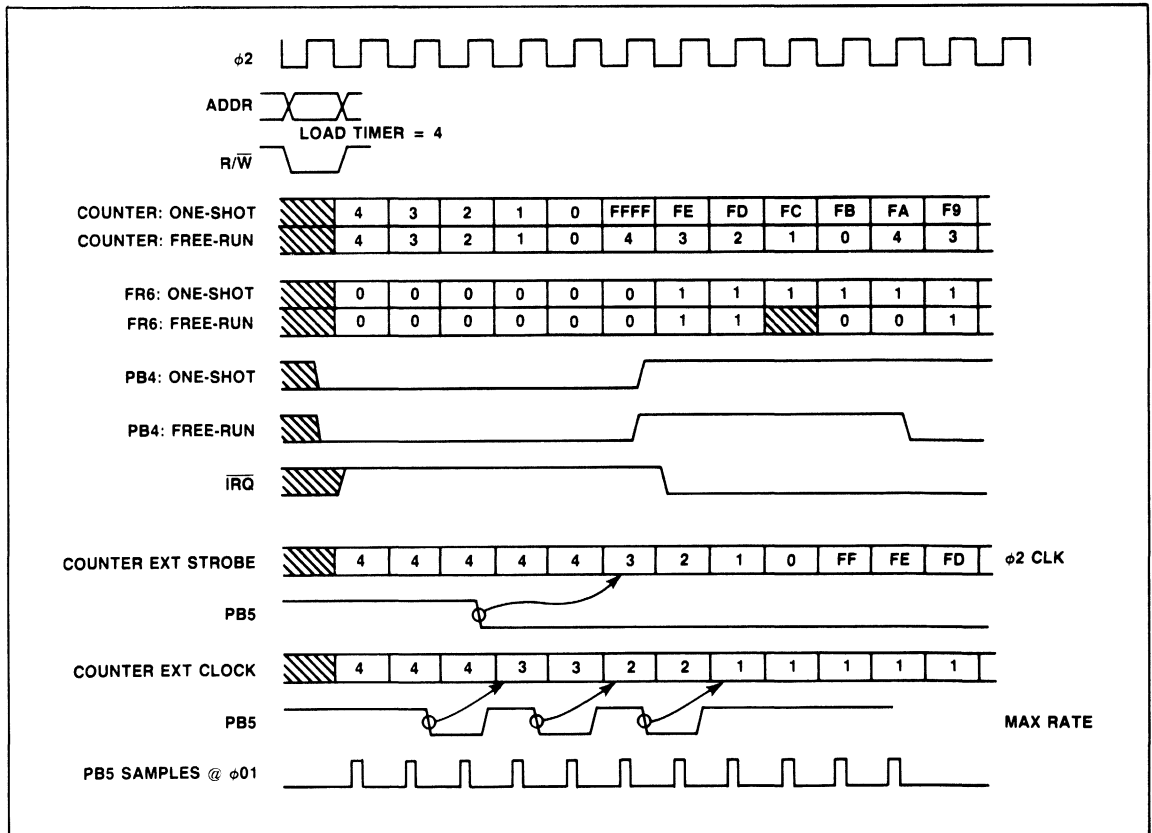 φ2
ADDR
LOAD TIMER = 4
R/W̅
COUNTER: ONE-SHOT 4 3 2 1 0 FFFF FE FD FC FB FA F9
COUNTER: FREE-RUN 4 3 2 1 0 4 3 2 1 0 4 3
FR6: ONE-SHOT 0 0 0 0 0 0 1 1 1 1 1 1
FR6: FREE-RUN 0 0 0 0 0 0 1 1 0 0 1
PB4: ONE-SHOT
PB4: FREE-RUN
I̅R̅Q̅
COUNTER EXT STROBE 4 4 4 4 4 3 2 1 0 FF FE FD φ2 CLK
PB5
COUNTER EXT CLOCK 4 4 4 3 3 2 2 1 1 1 1 1
PB5 MAX RATE
PB5 SAMPLES @ φ01